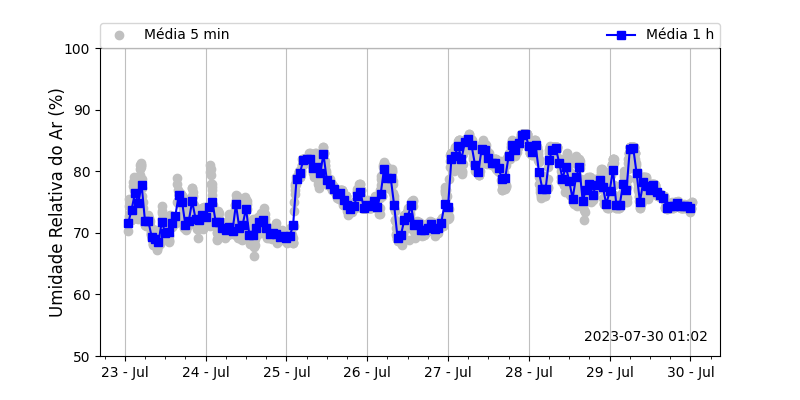 Média 5 min
Média 1 h
100
90
80
70
60
50
Umidade Relativa do Ar (%)
2023-07-30 01:02
23 - Jul
24 - Jul
25 - Jul
26 - Jul
27 - Jul
28 - Jul
29 - Jul
30 - Jul